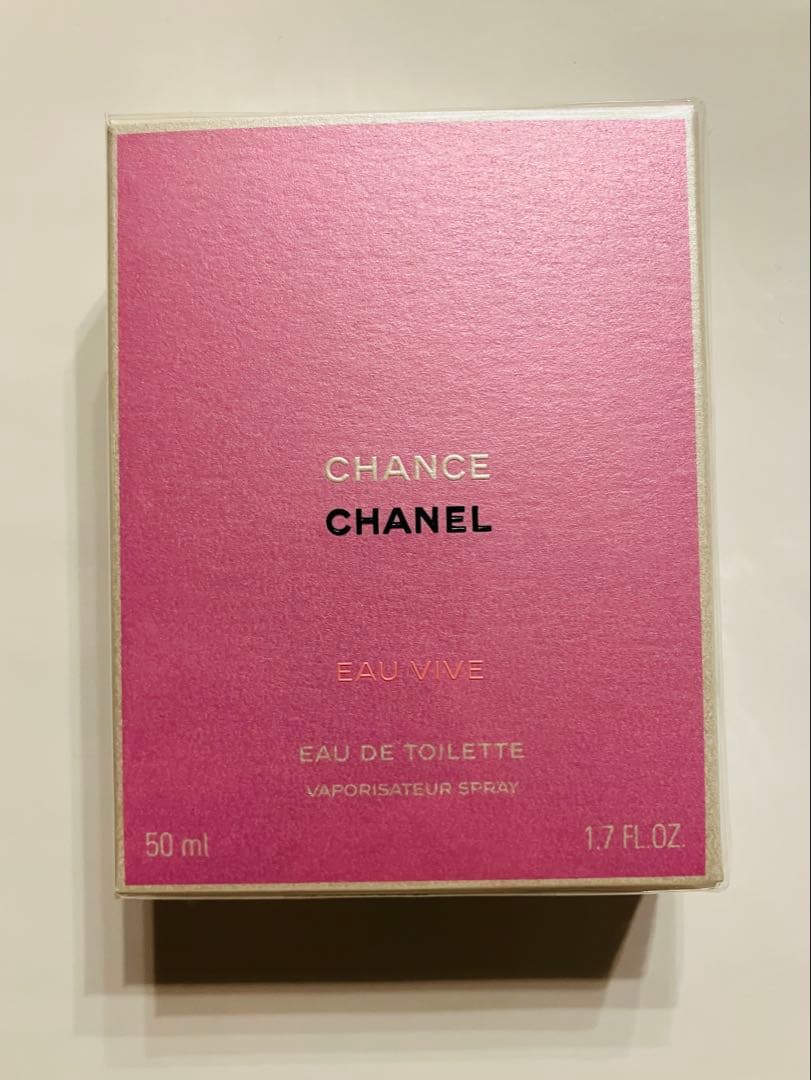 CHANCE
CHANEL
EAU VIVE
EAU DE TOILETTE
VAPORISATEUR SPRAY
50 ml 1.7 FL.OZ.